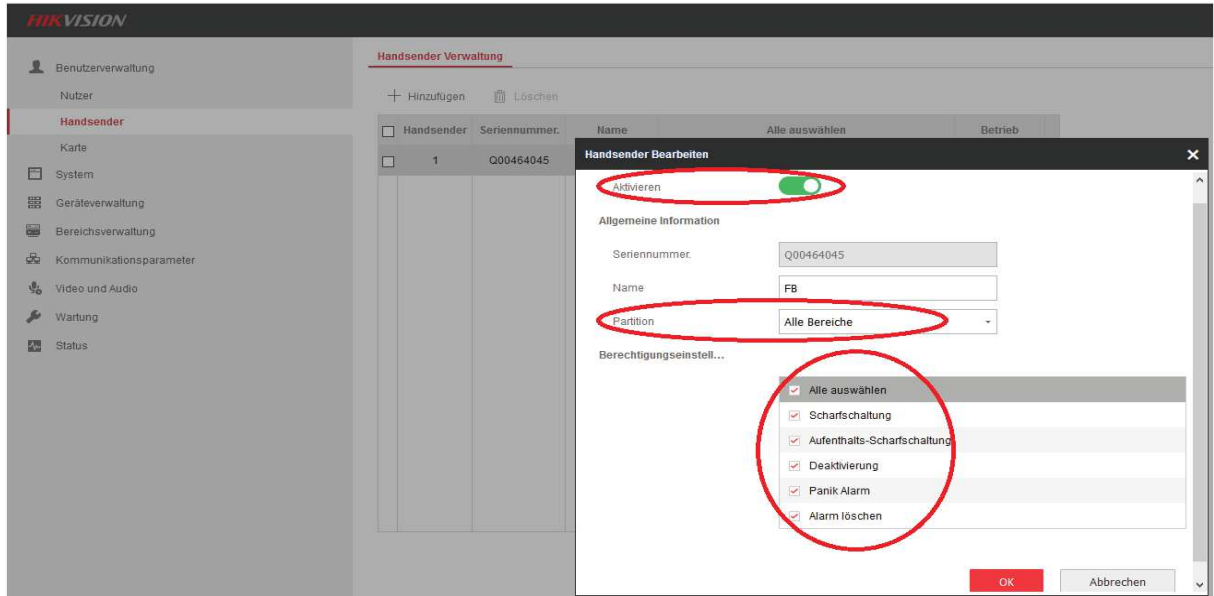 HIKVISION
Benutzerverwaltung
Nutzer
Handsender
Karte
System
Geräteverwaltung
Bereichsverwaltung
Kommunikationsparameter
Video und Audio
Wartung
Status
Handsender Verwaltung
Hinzufügen Löschen
Handsender Seriennummer. Name Alle auswählen Betrieb
1 Q00464045
Handsender Bearbeiten
Aktivieren
Allgemeine Information
Seriennummer. Q00464045
Name FB
Partition Alle Bereiche
Berechtigungseinstell...
Alle auswählen
Scharfschaltung
Aufenthalts-Scharfschaltung
Deaktivierung
Panik Alarm
Alarm löschen
OK Abbrechen